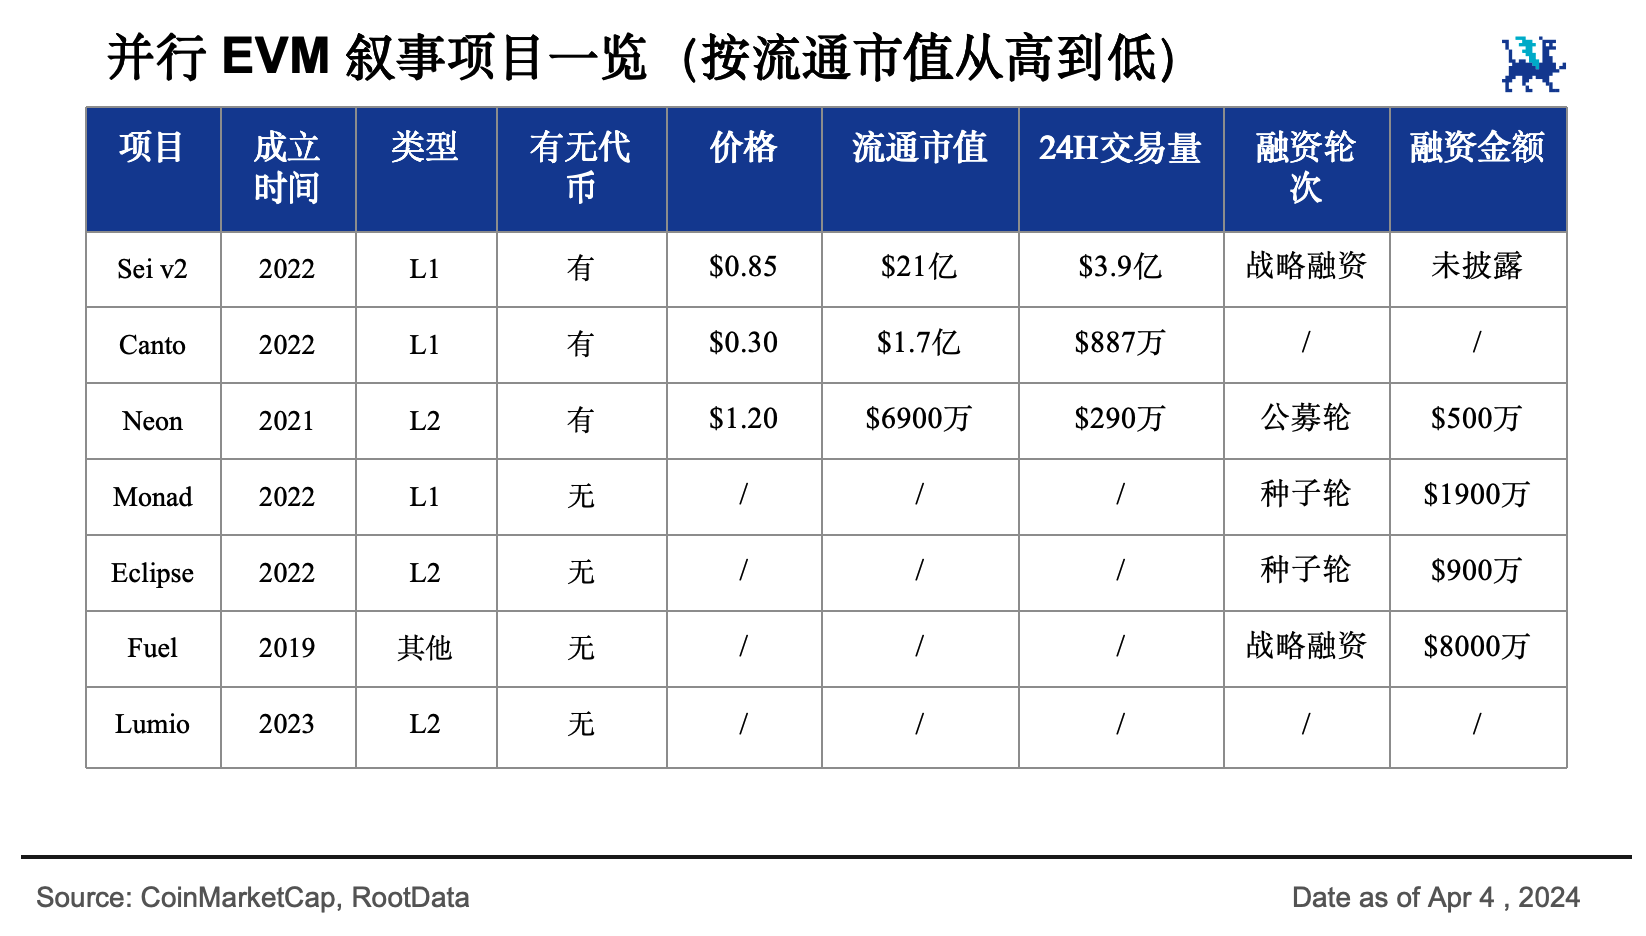 并行 EVM 叙事项目一览（按流通市值从高到低）
项目 成立时间 类型 有无代币 价格 流通市值 24H交易量 融资轮次 融资金额
Sei v2 2022 L1 有 $0.85 $21亿 $3.9亿 战略融资 未披露
Canto 2022 L1 有 $0.30 $1.7亿 $887万 / /
Neon 2021 L2 有 $1.20 $6900万 $290万 公募轮 $500万
Monad 2022 L1 无 / / / 种子轮 $1900万
Eclipse 2022 L2 无 / / / 种子轮 $900万
Fuel 2019 其他 无 / / / 战略融资 $8000万
Lumio 2023 L2 无 / / / / /
Source: CoinMarketCap, RootData Date as of Apr 4 , 2024